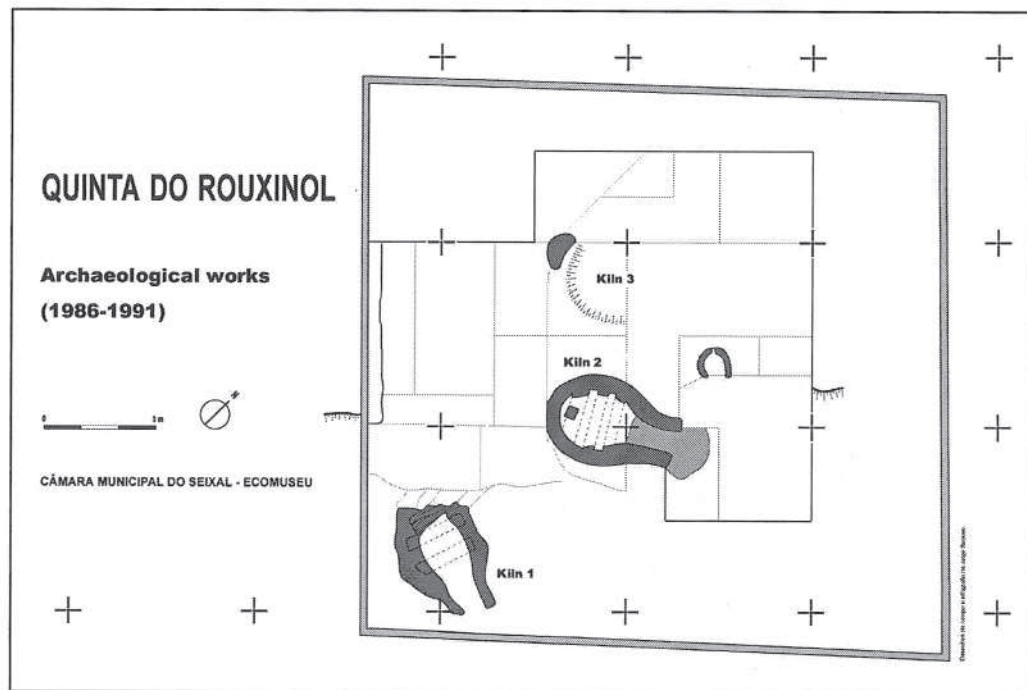 QUINTA DO ROUXINOL
Archaeological works
(1986-1991)
0
3m
N
CÂMARA MUNICIPAL DO SEIXAL - ECOMUSEU
Kiln 3
Kiln 2
Kiln 1